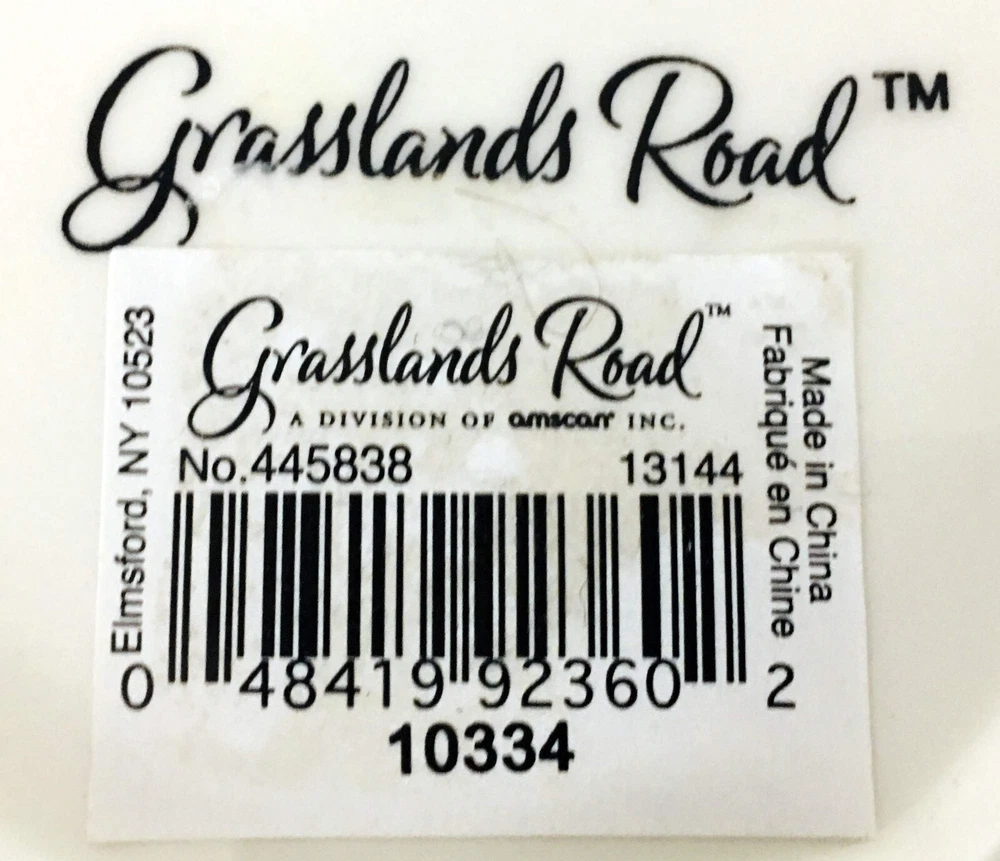 Grasslands Road™
Grasslands Road™
A DIVISION OF amscan INC.
No.445838 13144
Elmsford, NY 10523
Made in China
Fabriqué en Chine
0 48419 92360 2
10334